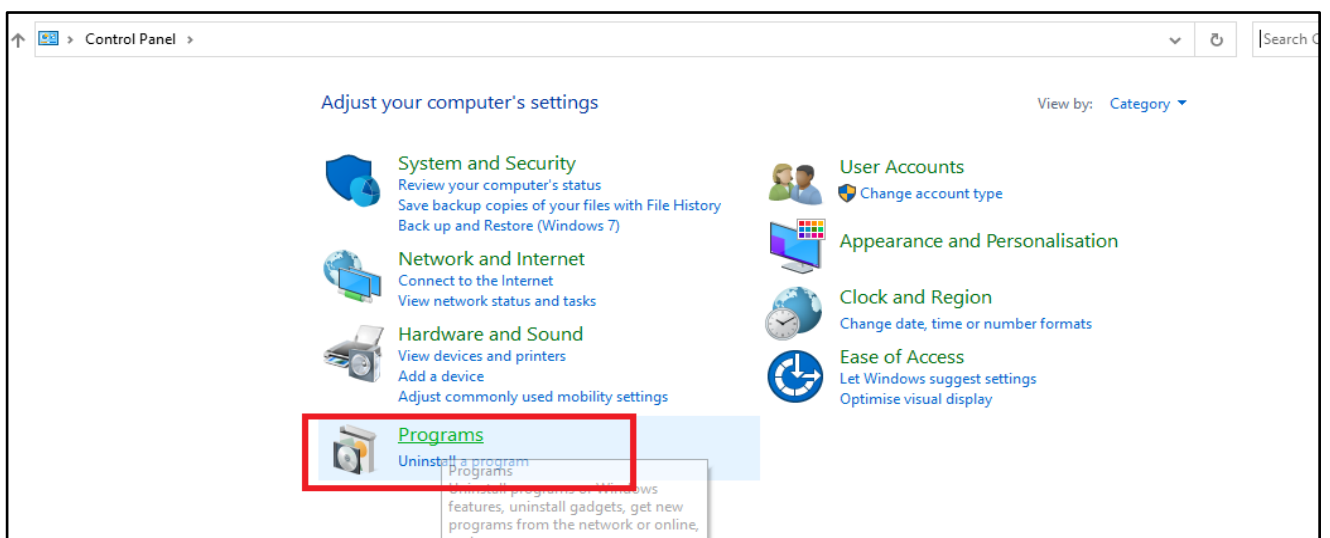 Control Panel
Search C
Adjust your computer's settings
View by: Category
System and Security
Review your computer's status
Save backup copies of your files with File History
Back up and Restore (Windows 7)
Network and Internet
Connect to the Internet
View network status and tasks
Hardware and Sound
View devices and printers
Add a device
Adjust commonly used mobility settings
Programs
Uninstall a program
Programs
Uninstall programs or Windows
features, uninstall gadgets, get new
programs from the network or online,
User Accounts
Change account type
Appearance and Personalisation
Clock and Region
Change date, time or number formats
Ease of Access
Let Windows suggest settings
Optimise visual display